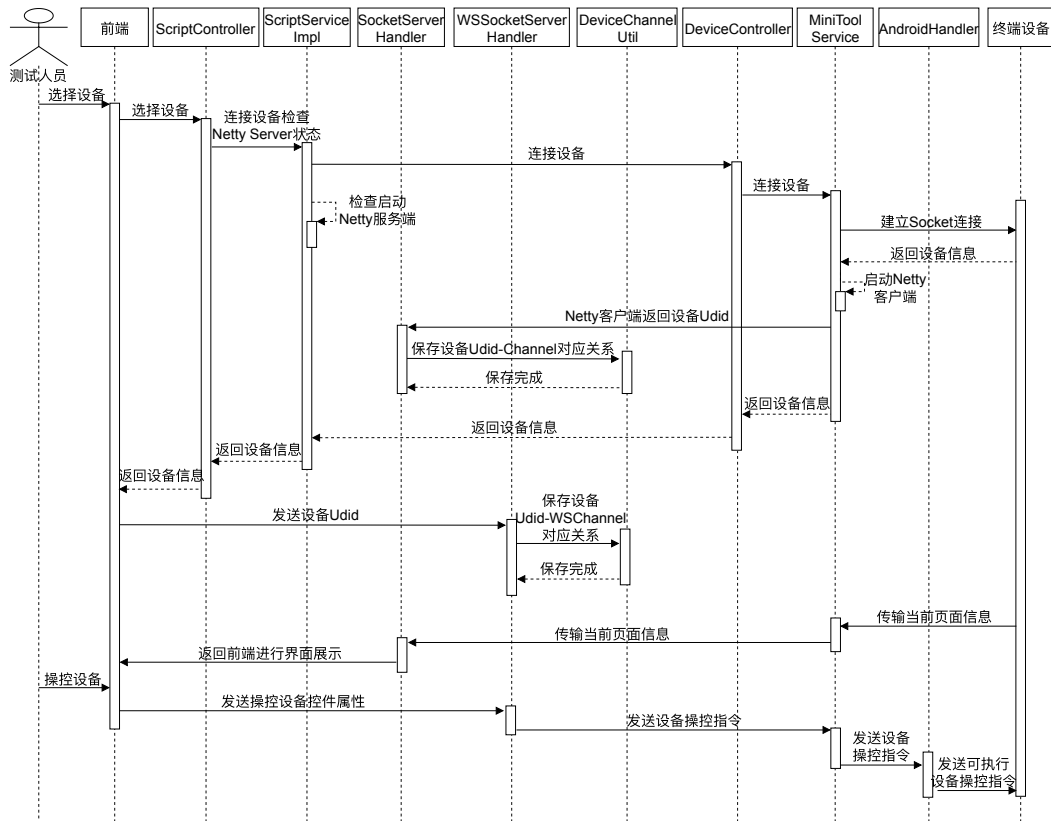 前端
ScriptController
ScriptService
Impl
SocketServer
Handler
WSSocketServer
Handler
DeviceChannel
Util
DeviceController
MiniTool
Service
AndroidHandler
终端设备
测试人员
选择设备
选择设备
连接设备检查
Netty Server状态
连接设备
连接设备
检查启动
Netty服务端
建立Socket连接
返回设备信息
启动Netty
客户端
Netty客户端返回设备Udid
保存设备Udid-Channel对应关系
保存完成
返回设备信息
返回设备信息
返回设备信息
返回设备信息
发送设备Udid
保存设备
Udid-WSChannel
对应关系
保存完成
传输当前页面信息
传输当前页面信息
返回前端进行界面展示
操控设备
发送操控设备控件属性
发送设备操控指令
发送设备
操控指令
发送可执行
设备操控指令